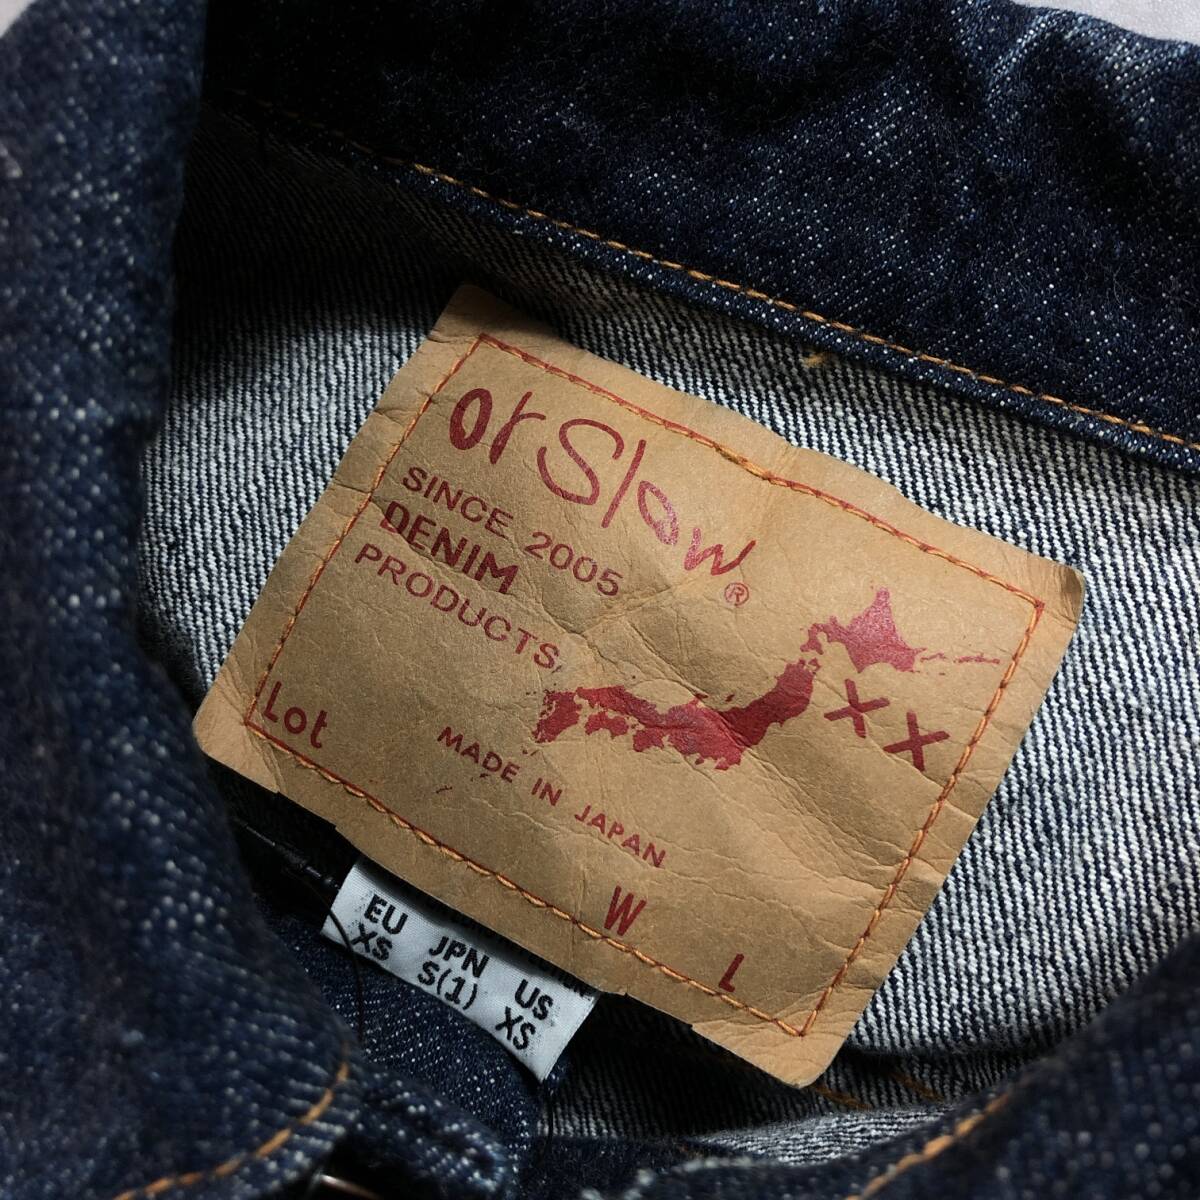 orSlow®
SINCE 2005
DENIM
PRODUCTS
XX
Lot
MADE IN JAPAN
W
L
EU JPN US
XS S(1) XS